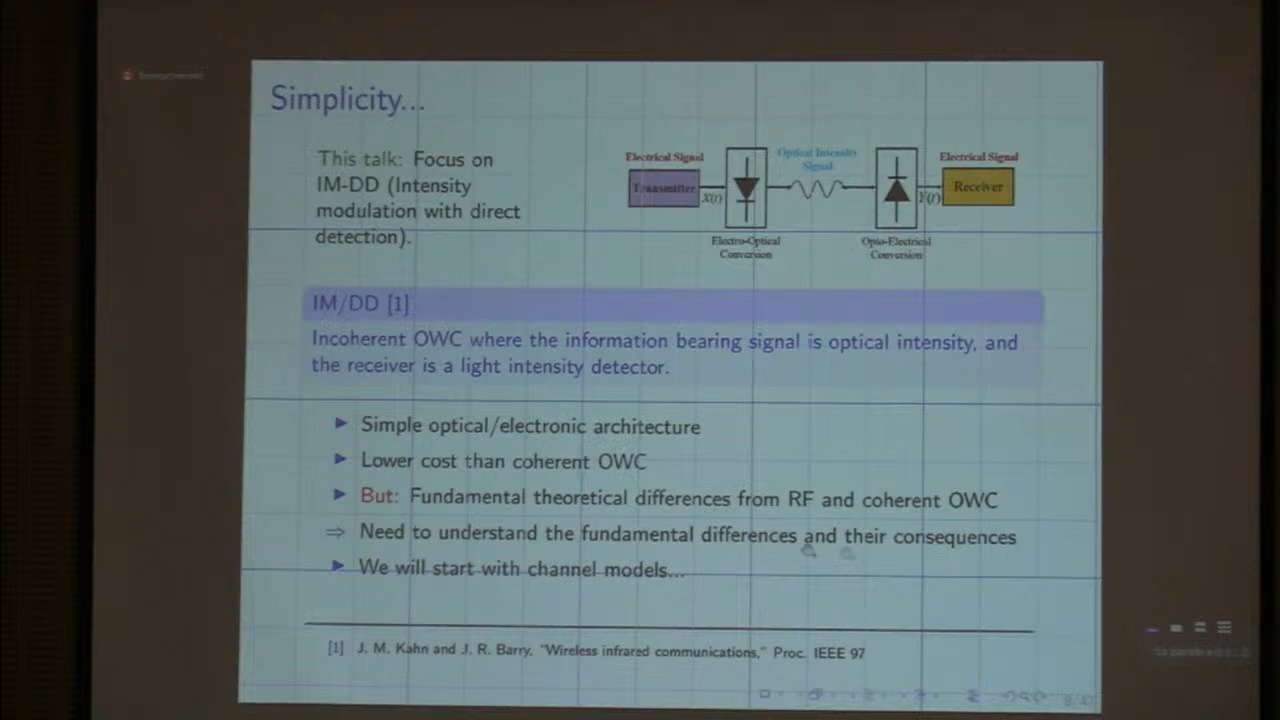 Simplicity...
This talk: Focus on
IM-DD (Intensity
modulation with direct
detection).
Electrical Signal
Transmitter
X(t)
Electro-Optical
Conversion
Optical Intensity
Signal
Opto-Electrical
Conversion
Y(t)
Electrical Signal
Receiver
IM/DD [1]
Incoherent OWC where the information bearing signal is optical intensity, and
the receiver is a light intensity detector.
Simple optical/electronic architecture
Lower cost than coherent OWC
But: Fundamental theoretical differences from RF and coherent OWC
⇒ Need to understand the fundamental differences and their consequences
We will start with channel models...
[1] J. M. Kahn and J. R. Barry, "Wireless infrared communications," Proc. IEEE 97